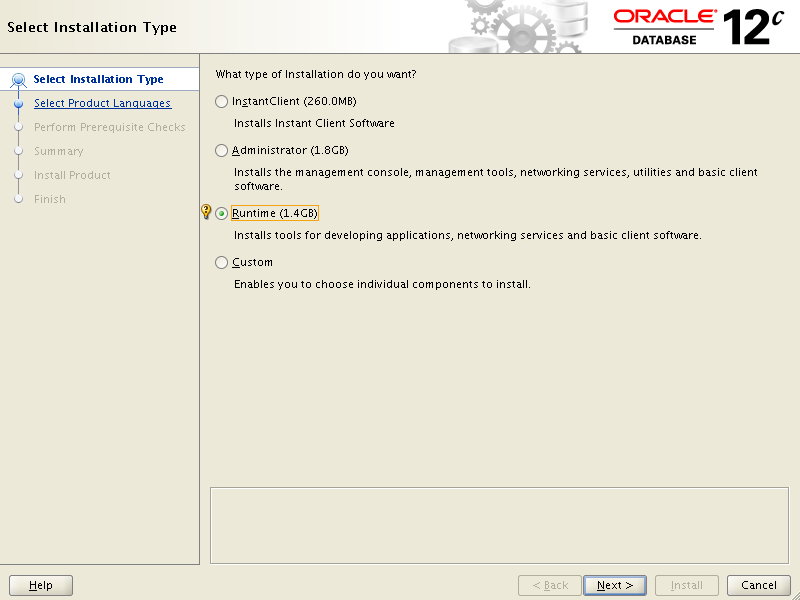 Select Installation Type
ORACLE®
DATABASE
12c
Select Installation Type
Select Product Languages
Perform Prerequisite Checks
Summary
Install Product
Finish
What type of Installation do you want?
InstantClient (260.0MB)
Installs Instant Client Software
Administrator (1.8GB)
Installs the management console, management tools, networking services, utilities and basic client
software.
Runtime (1.4GB)
Installs tools for developing applications, networking services and basic client software.
Custom
Enables you to choose individual components to install.
Help
< Back
Next >
Install
Cancel